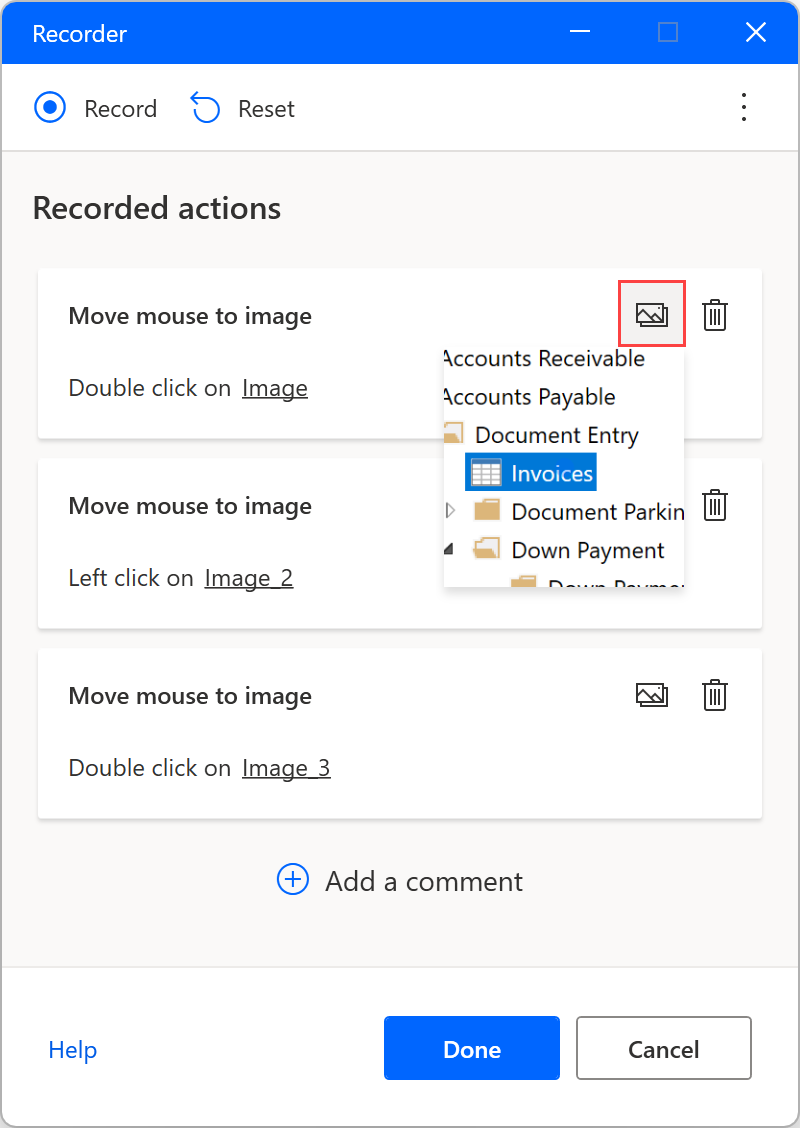 Recorder
Record Reset
Recorded actions
Move mouse to image
Double click on Image
Accounts Receivable
Accounts Payable
Document Entry
Invoices
Document Parkin
Down Payment
Down Payme
Move mouse to image
Left click on Image_2
Move mouse to image
Double click on Image_3
Add a comment
Help Done Cancel